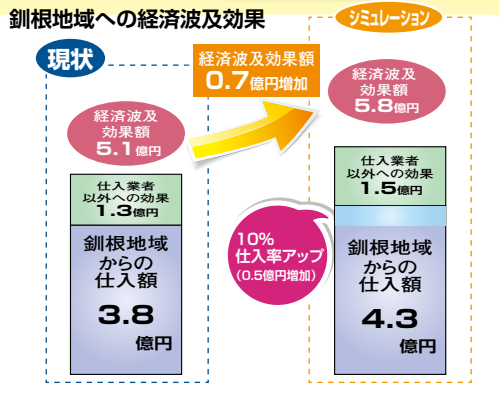 釧根地域への経済波及効果
シミュレーション
現状
経済波及効果額
0.7億円増加
経済波及
効果額
5.1億円
経済波及
効果額
5.8億円
仕入業者
以外への効果
1.3億円
釧根地域
からの
仕入額
3.8
億円
10%
仕入率アップ
(0.5億円増加)
仕入業者
以外への効果
1.5億円
釧根地域
からの
仕入額
4.3
億円